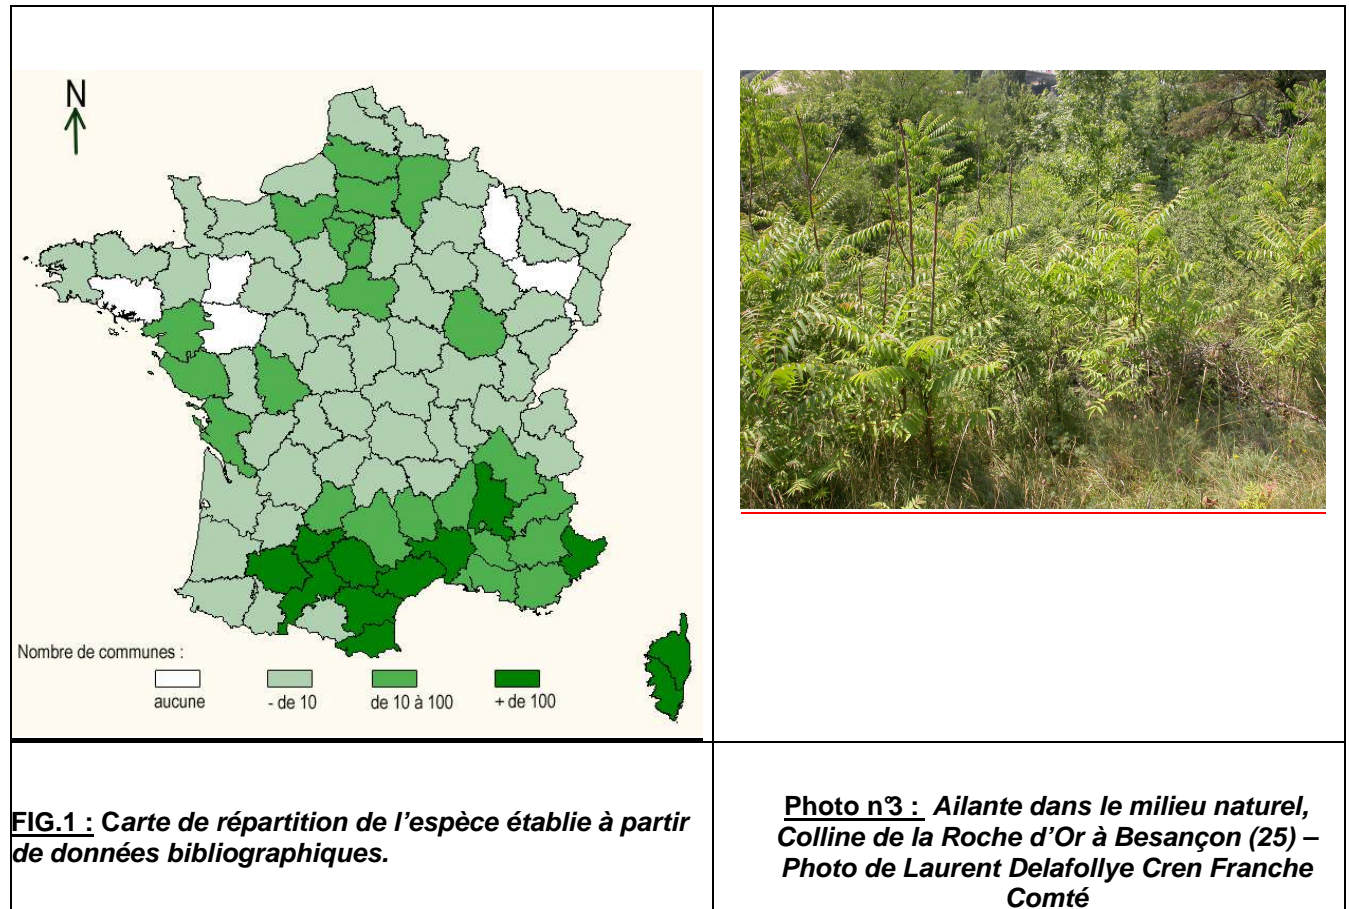 N
Nombre de communes :
aucune
- de 10
de 10 à 100
+ de 100
FIG.1 : Carte de répartition de l’espèce établie à partir
de données bibliographiques.
Photo n°3 : Ailante dans le milieu naturel,
Colline de la Roche d’Or à Besançon (25) –
Photo de Laurent Delafollye Cren Franche
Comté